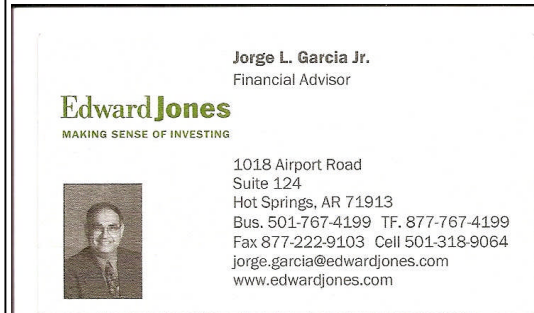 Jorge L. Garcia Jr.
Financial Advisor
Edward Jones
MAKING SENSE OF INVESTING
1018 Airport Road
Suite 124
Hot Springs, AR 71913
Bus. 501-767-4199 TF. 877-767-4199
Fax 877-222-9103 Cell 501-318-9064
jorge.garcia@edwardjones.com
www.edwardjones.com